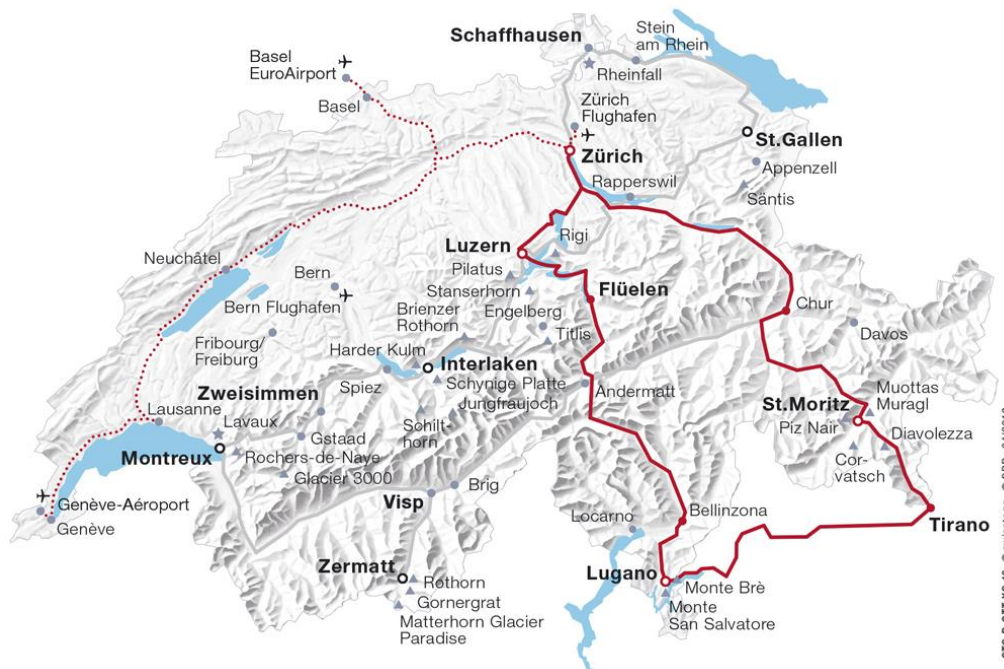 Schaffhausen
Stein
am Rhein
Basel
EuroAirport
Rheinfall
Basel
Zürich
Flughafen
St.Gallen
Zürich
Appenzell
Rapperswil
Säntis
Luzern
Rigi
Neuchâtel
Bern
Pilatus
Stanserhorn
Flüelen
Bern Flughafen
Brienzer
Rothorn
Engelberg
Chur
Fribourg/
Freiburg
Harder Kulm
Titlis
Davos
Interlaken
Spiez
Schynige Platte
Jungfraujoch
Andermatt
Zweisimmen
Muottas
Muragl
Lausanne
Lavaux
Schilt-
horn
St.Moritz
Piz Nair
Gstaad
Diavolezza
Montreux
Rochers-de-Naye
Cor-
vatsch
Glacier 3000
Brig
Visp
Genève-Aéroport
Genève
Locarno
Bellinzona
Tirano
Zermatt
Rothorn
Lugano
Monte Brè
Gornergrat
Monte
San Salvatore
Matterhorn Glacier
Paradise